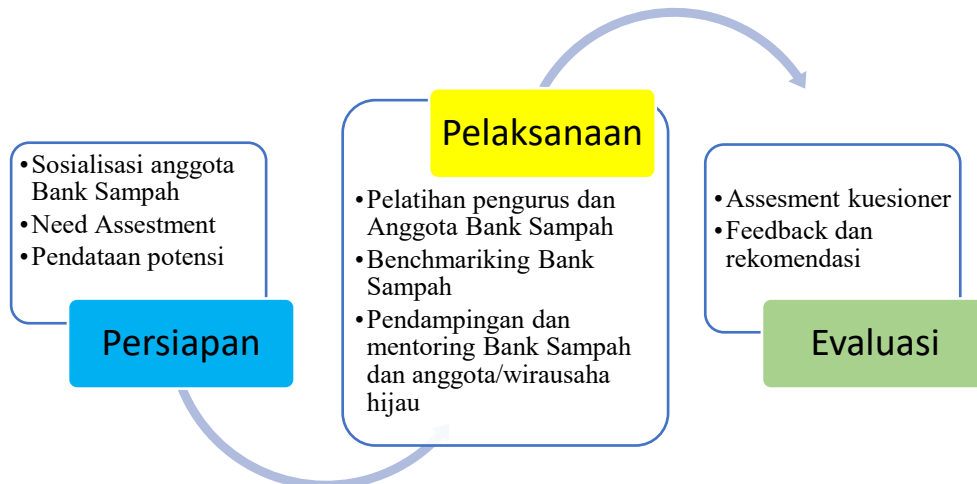 •Sosialisasi anggota
Bank Sampah
•Need Assestment
•Pendataan potensi
Persiapan
Pelaksanaan
•Pelatihan pengurus dan
Anggota Bank Sampah
•Benchmariking Bank
Sampah
•Pendampingan dan
mentoring Bank Sampah
dan anggota/wirausaha
hijau
•Assesment kuesioner
•Feedback dan
rekomendasi
Evaluasi